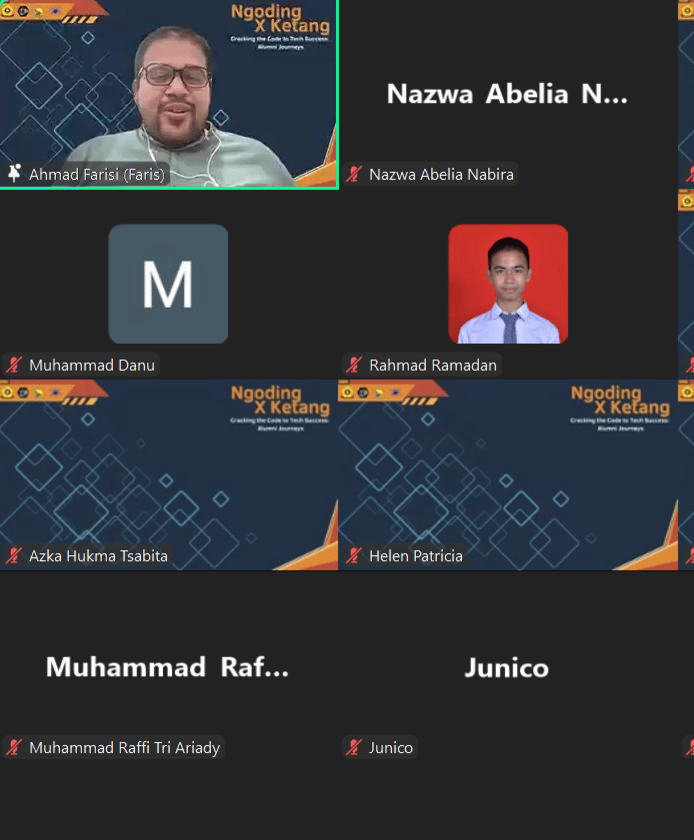 Ngoding
X Ketang
Cracking the Code to Tech Success:
Alumni Journeys
Ahmad Farisi (Faris)
Nazwa Abelia N...
Nazwa Abelia Nabira
M
Muhammad Danu
Rahmad Ramadan
Ngoding
X Ketang
Cracking the Code to Tech Success:
Alumni Journeys
Azka Hukma Tsabita
Ngoding
X Ketang
Cracking the Code to Tech Success:
Alumni Journeys
Helen Patricia
Muhammad Raf...
Muhammad Raffi Tri Ariady
Junico
Junico